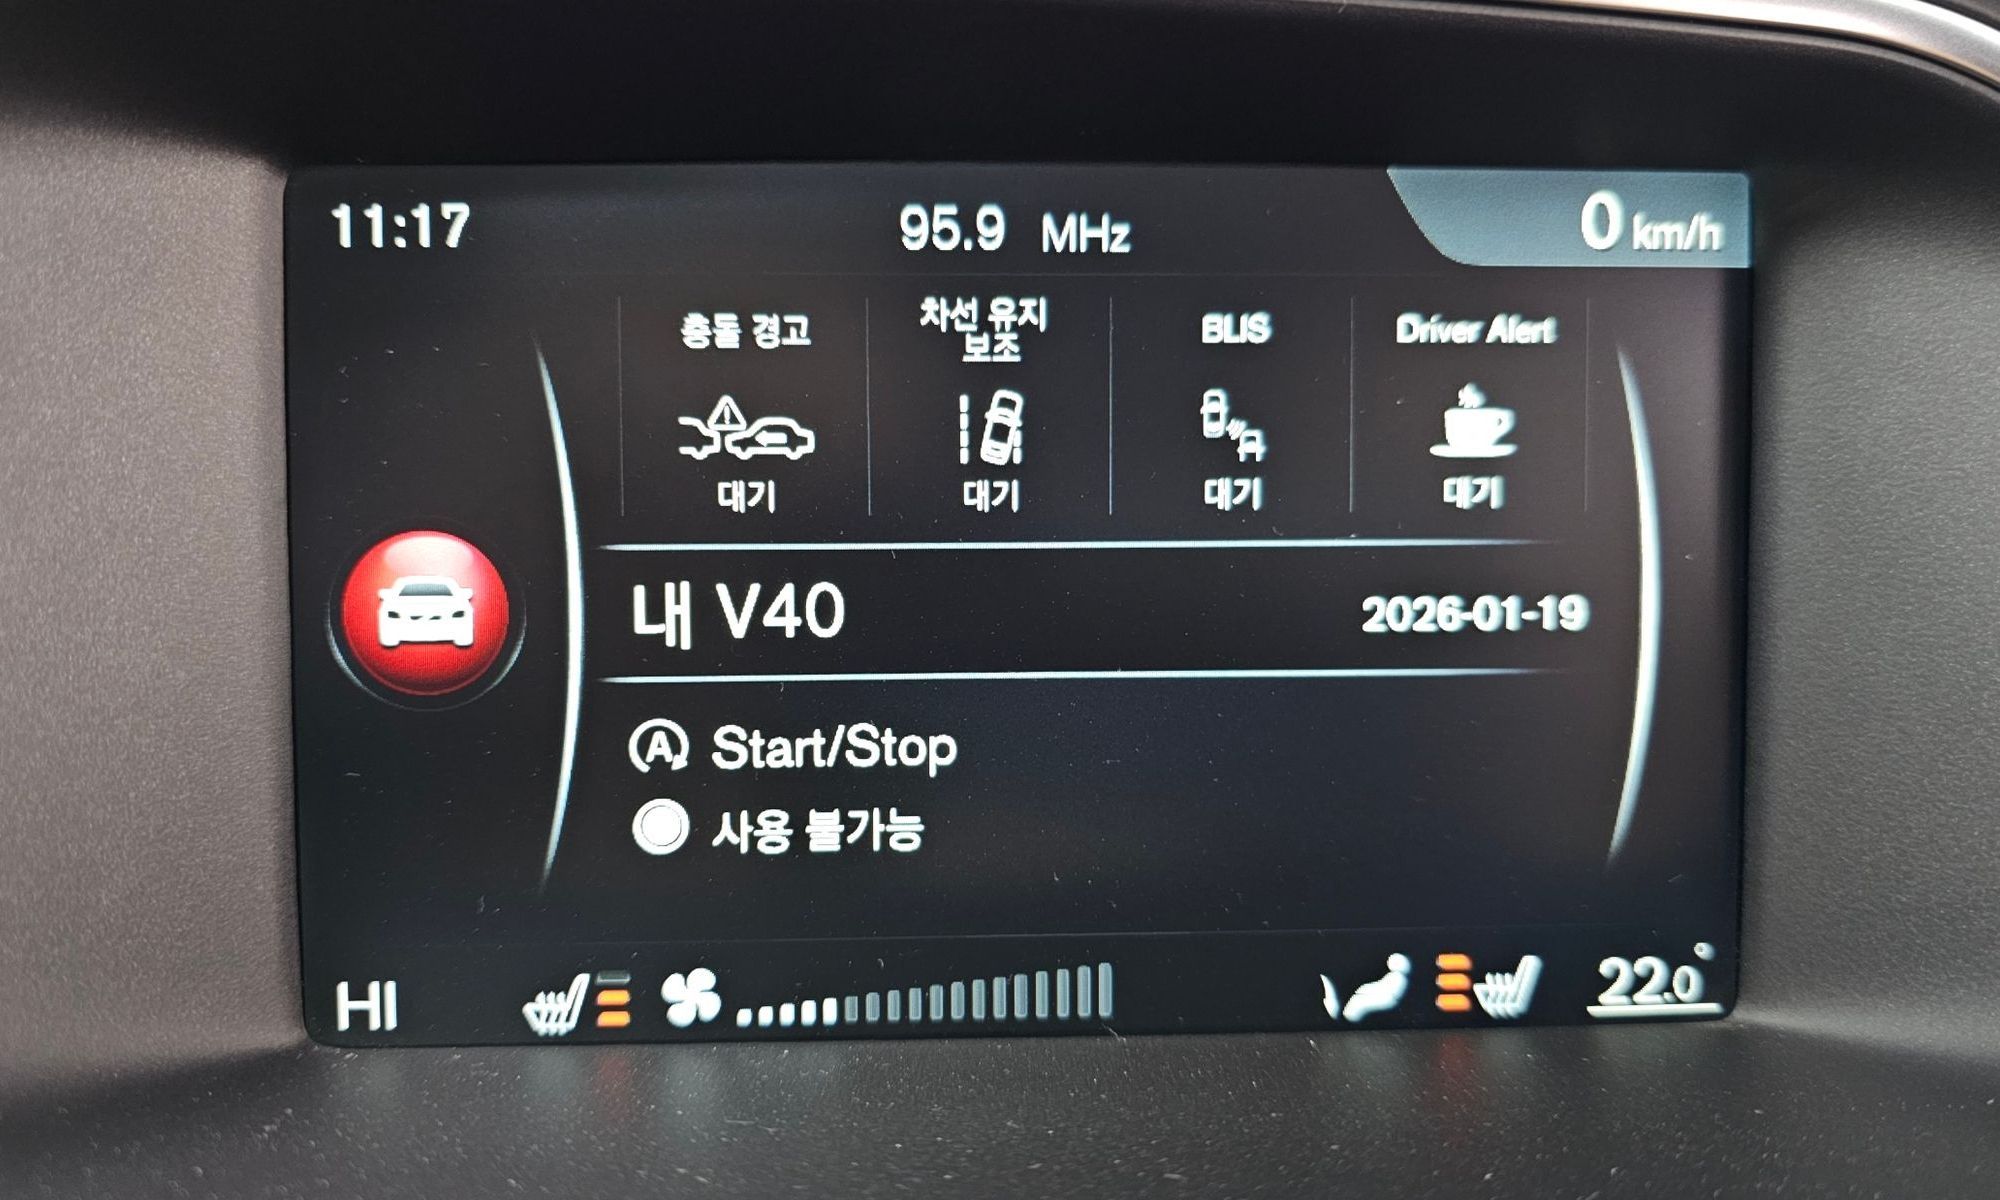 11:17
95.9 MHz
0 km/h
충돌 경고
차선 유지
보조
BLIS
Driver Alert
대기
대기
대기
대기
내 V40
2026-01-19
A Start/Stop
사용 불가능
HI
22.0°